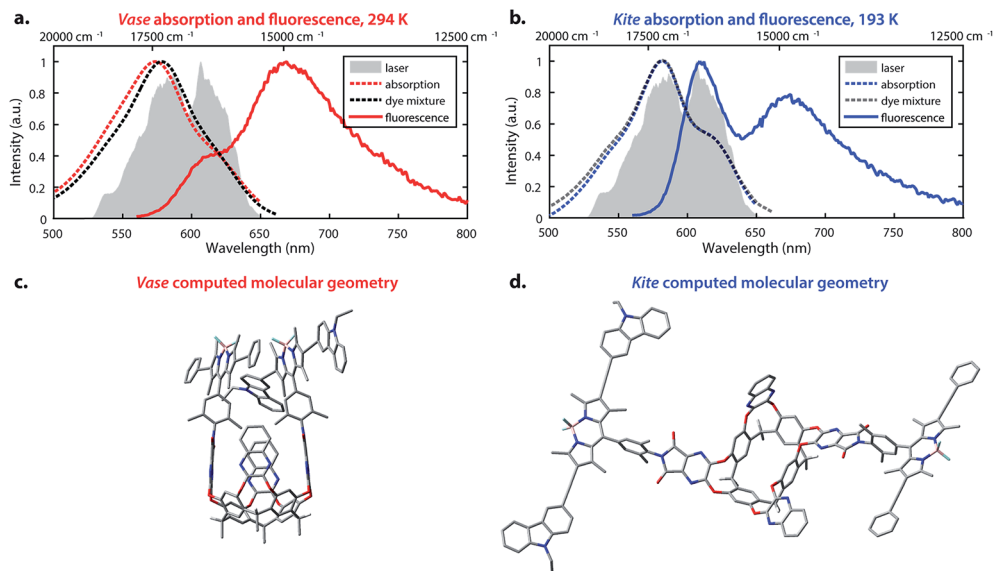 a. Vase absorption and fluorescence, 294 K
20000 cm -1 17500 cm -1 15000 cm -1 12500 cm -1
1
0.8
0.6
0.4
0.2
0
Intensity (a.u.)
laser
absorption
dye mixture
fluorescence
500 550 600 650 700 750 800
Wavelength (nm)
b. Kite absorption and fluorescence, 193 K
20000 cm -1 17500 cm -1 15000 cm -1 12500 cm -1
1
0.8
0.6
0.4
0.2
0
Intensity (a.u.)
laser
absorption
dye mixture
fluorescence
500 550 600 650 700 750 800
Wavelength (nm)
c. Vase computed molecular geometry
d. Kite computed molecular geometry